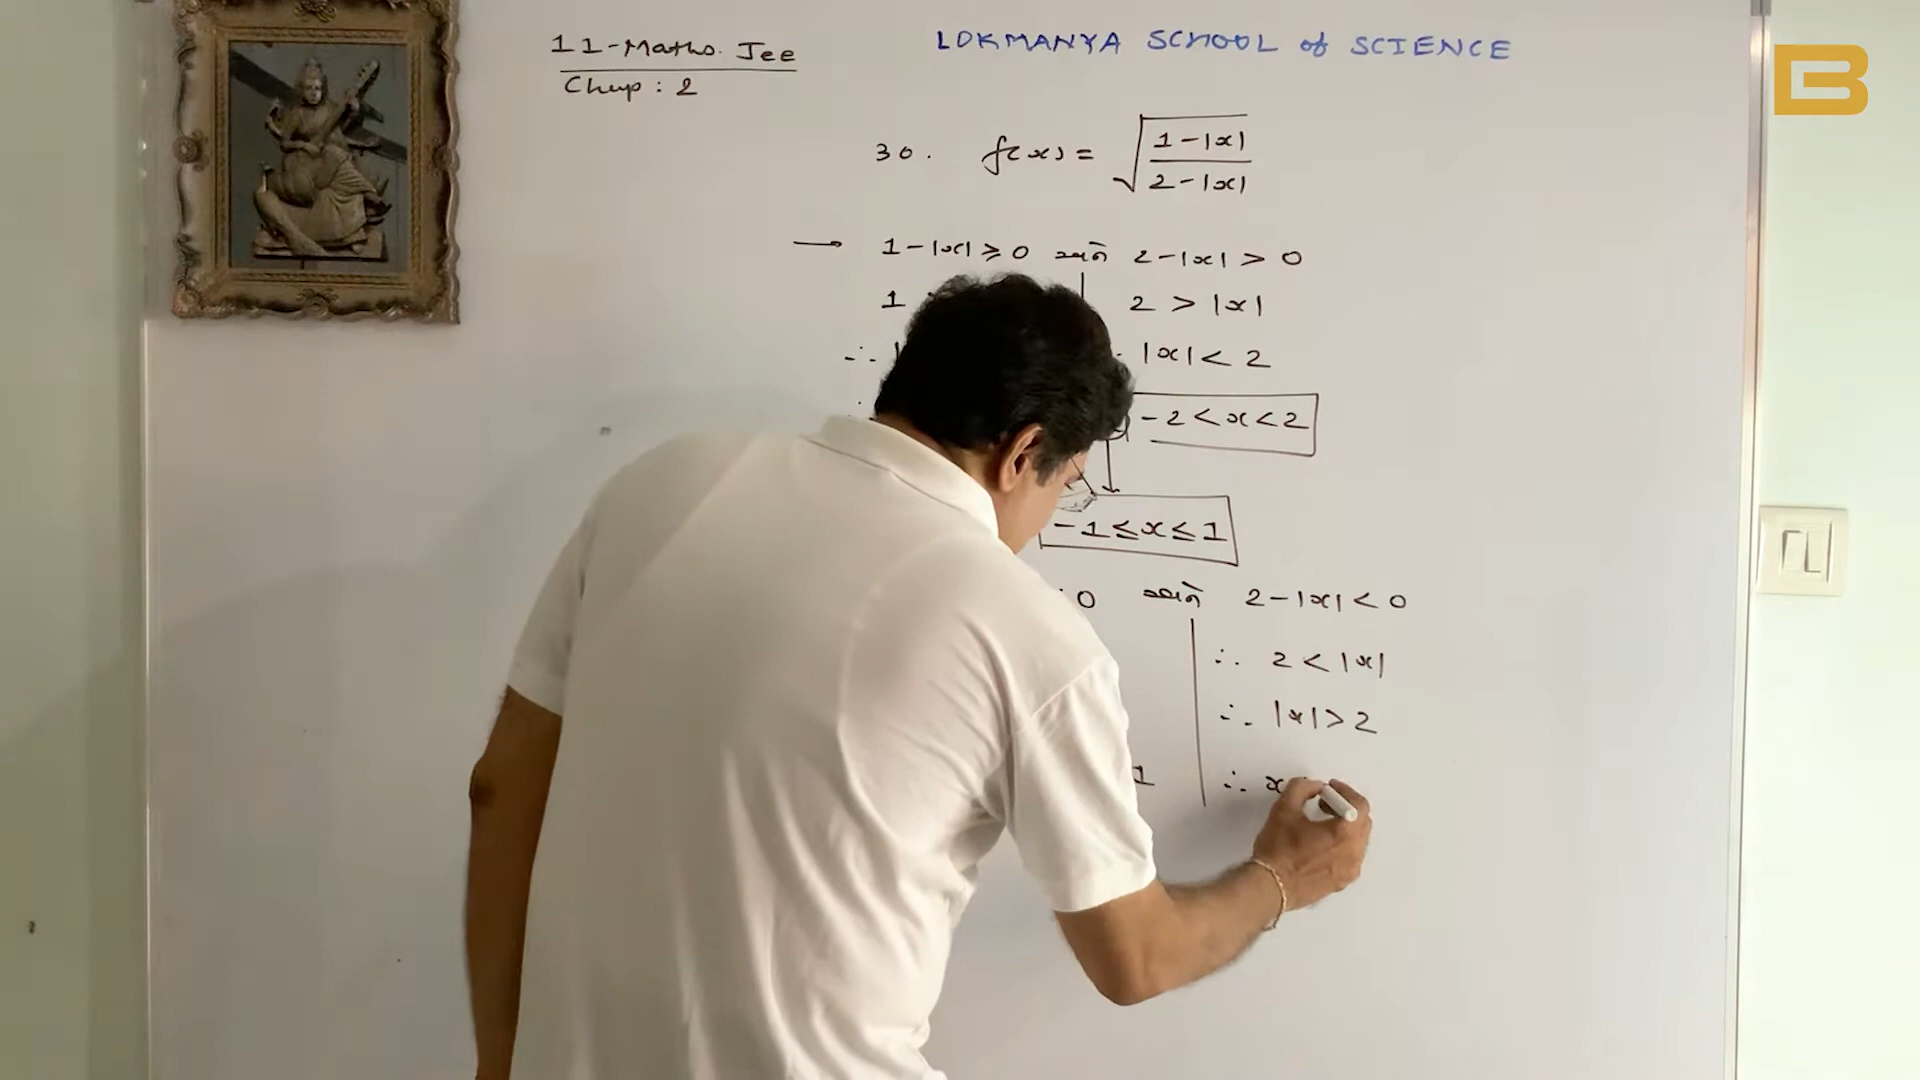 11-Maths. Jee
Chap : 2
LOKMANYA SCHOOL of SCIENCE
30. f(x) = √((1-|x|)/(2-|x|))
→ 1-|x| ≥ 0 અને 2-|x| > 0
1
2 > |x|
∴
|x| < 2
-2 < x < 2
-1 ≤ x ≤ 1
0 અને 2-|x| < 0
∴ 2 < |x|
∴ |x| > 2
1
∴ x
B